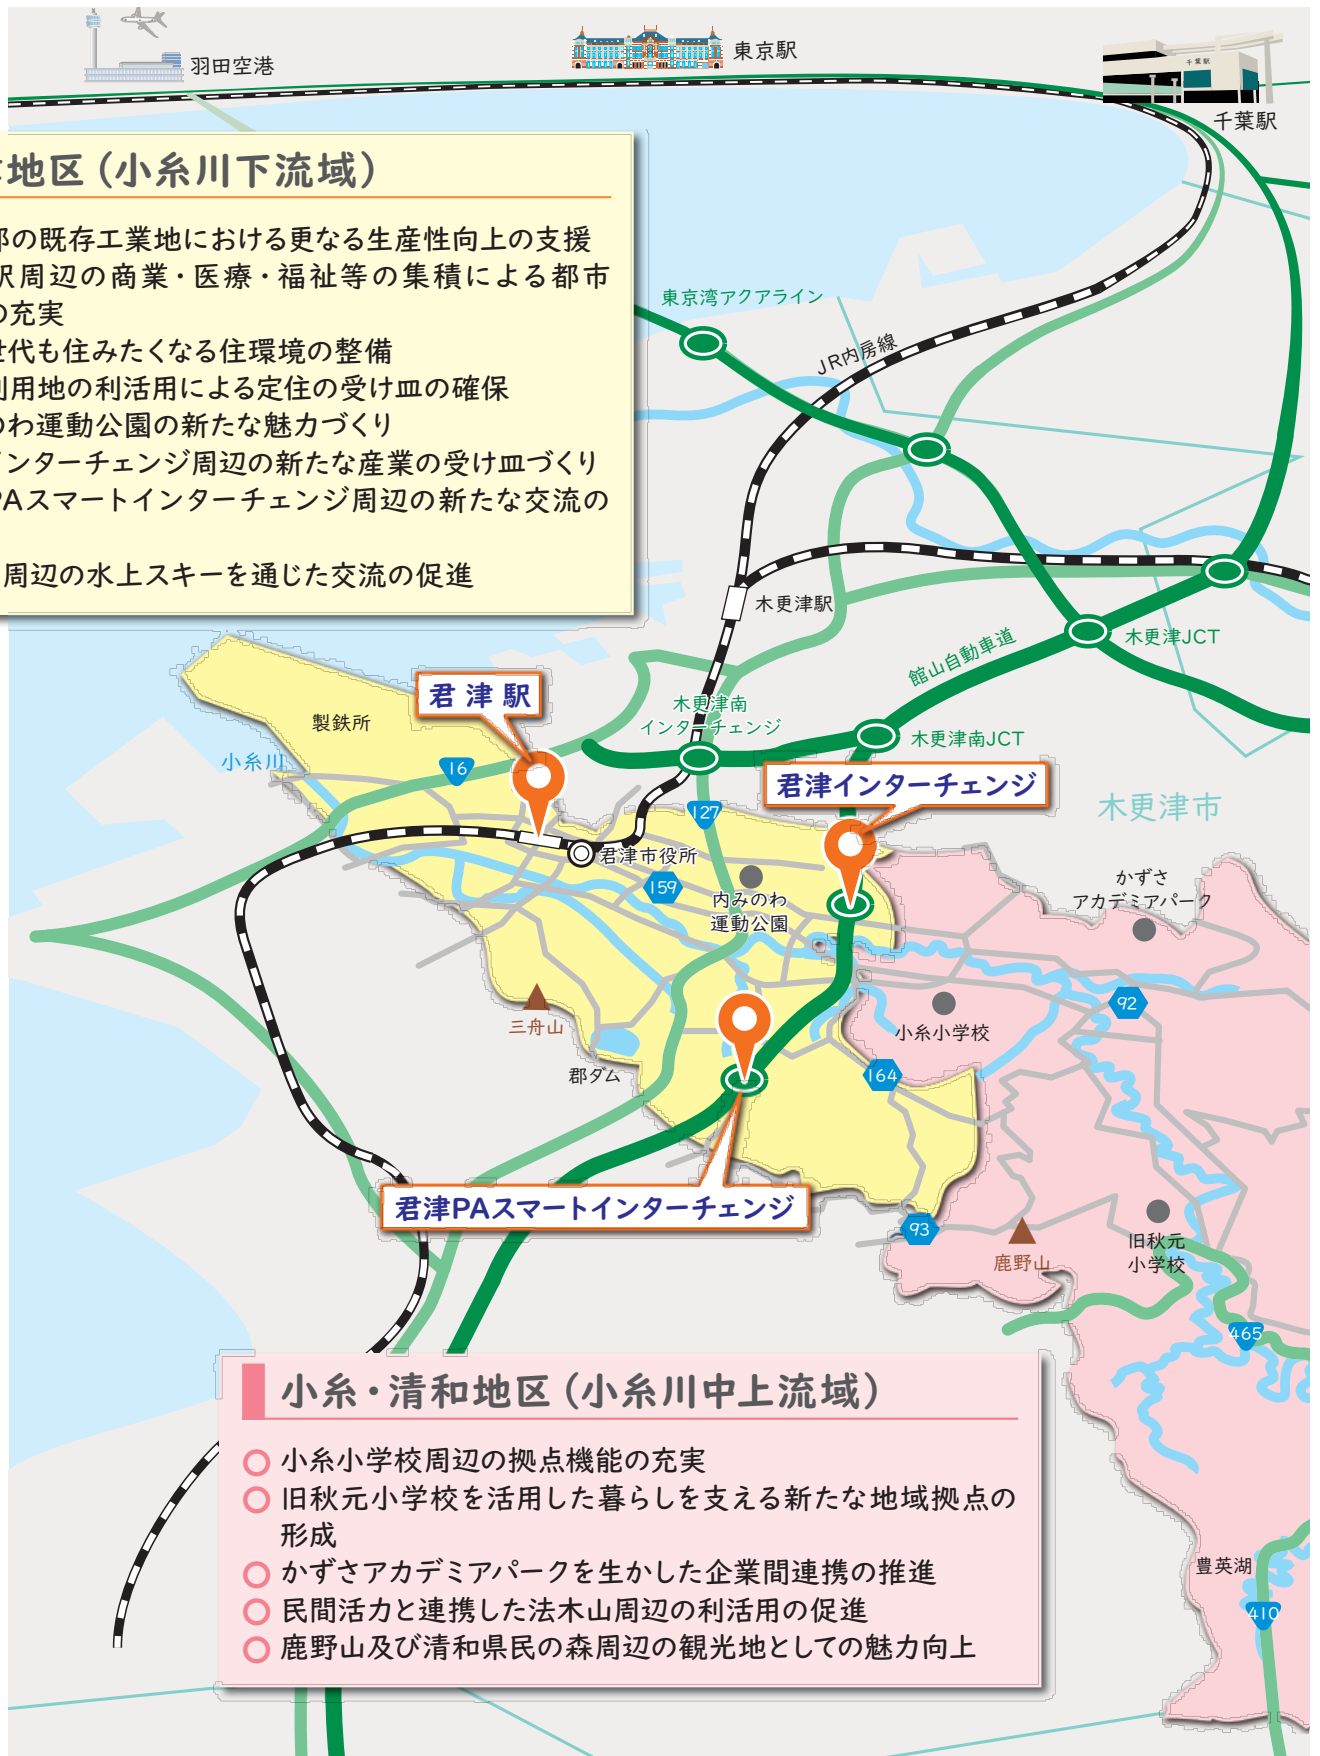 羽田空港
東京駅
千葉駅
千葉駅
地区（小糸川下流域）
の既存工業地における更なる生産性向上の支援
駅周辺の商業・医療・福祉等の集積による都市
の充実
世代も住みたくなる住環境の整備
利用地の利活用による定住の受け皿の確保
のわ運動公園の新たな魅力づくり
インターチェンジ周辺の新たな産業の受け皿づくり
PAスマートインターチェンジ周辺の新たな交流の
周辺の水上スキーを通じた交流の促進
東京湾アクアライン
JR内房線
木更津駅
館山自動車道
木更津JCT
君津駅
木更津南
インターチェンジ
製鉄所
木更津南JCT
小糸川
16
君津インターチェンジ
木更津市
127
君津市役所
159
内みのわ
運動公園
かずさ
アカデミアパーク
92
三舟山
小糸小学校
郡ダム
164
君津PAスマートインターチェンジ
93
鹿野山
旧秋元
小学校
465
小糸・清和地区（小糸川中上流域）
○ 小糸小学校周辺の拠点機能の充実
○ 旧秋元小学校を活用した暮らしを支える新たな地域拠点の
形成
○ かずさアカデミアパークを生かした企業間連携の推進
○ 民間活力と連携した法木山周辺の利活用の促進
○ 鹿野山及び清和県民の森周辺の観光地としての魅力向上
豊英湖
410